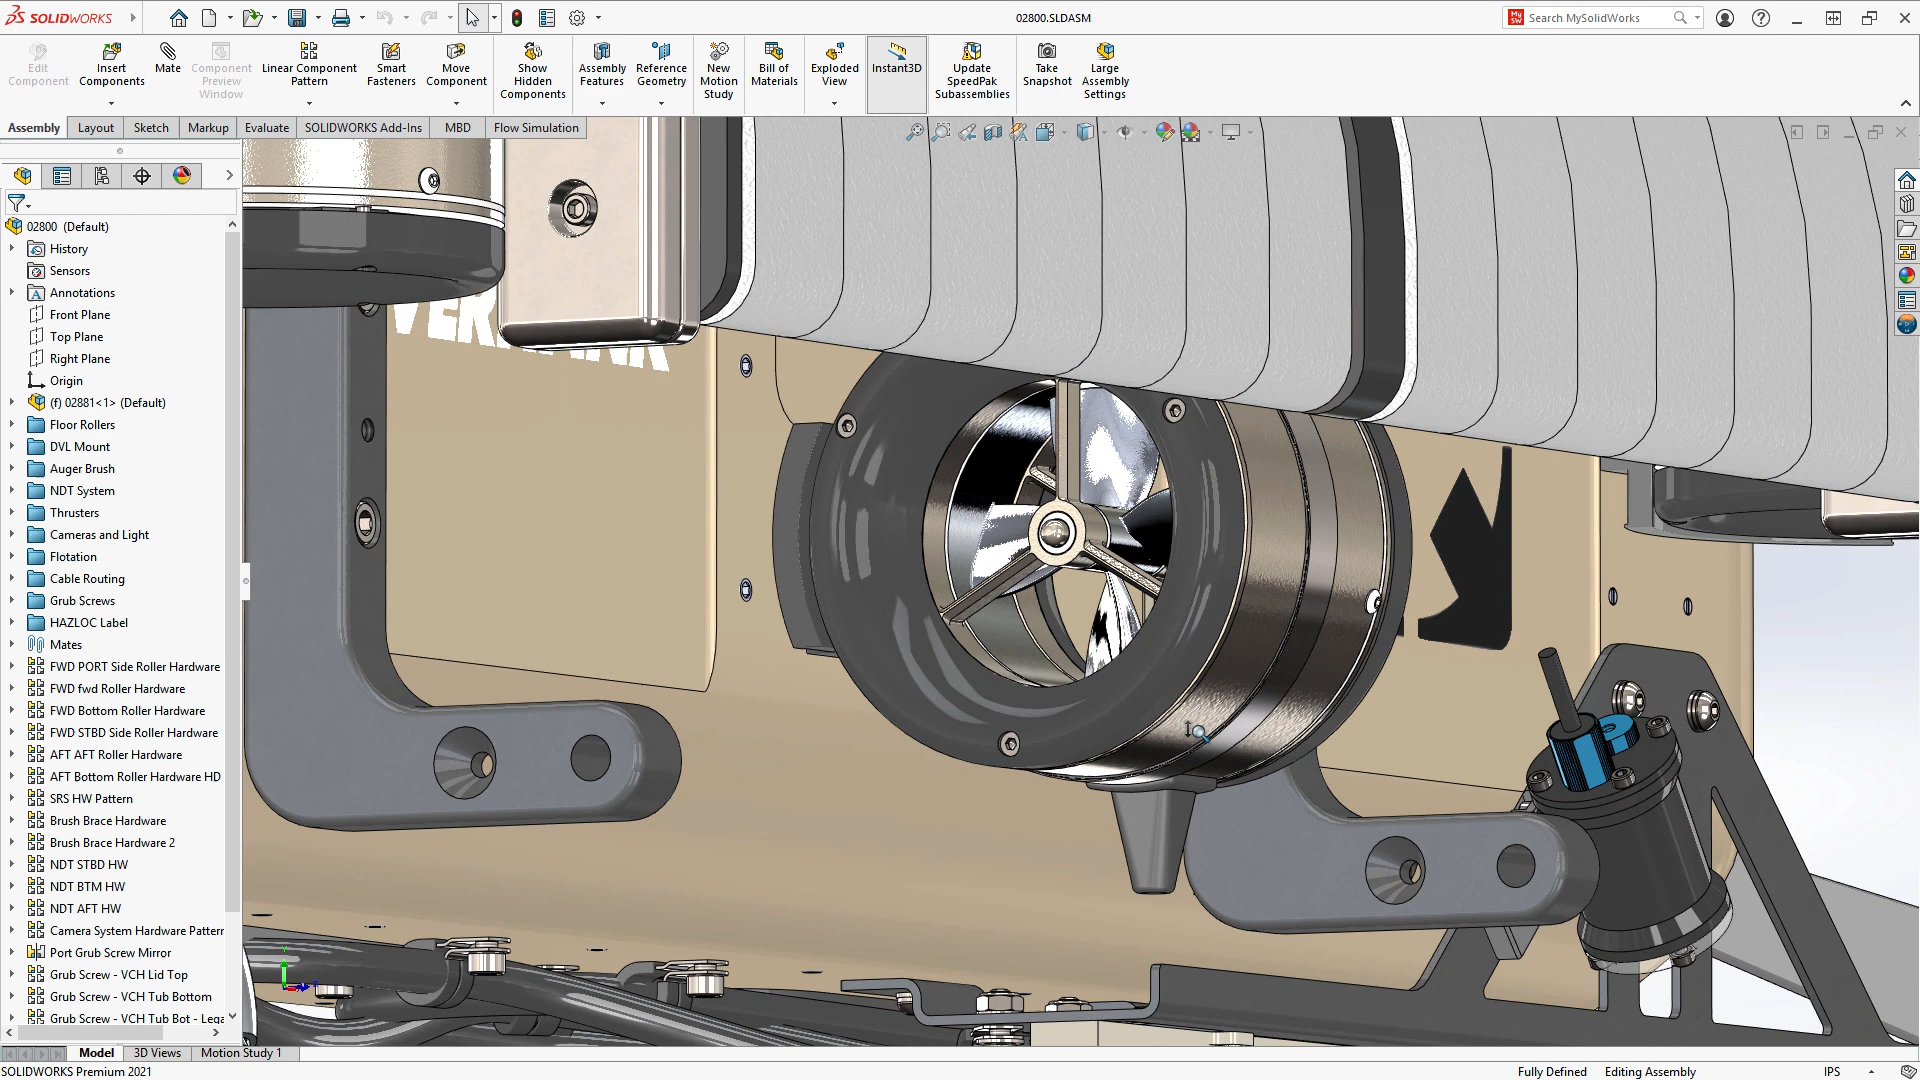 SOLIDWORKS
02800.SLDASM
Search MySolidWorks
Edit Component
Insert Components
Mate
Component Preview Window
Linear Component Pattern
Smart Fasteners
Move Component
Show Hidden Components
Assembly Features
Reference Geometry
New Motion Study
Bill of Materials
Exploded View
Instant3D
Update SpeedPak Subassemblies
Take Snapshot
Large Assembly Settings
Assembly
Layout
Sketch
Markup
Evaluate
SOLIDWORKS Add-Ins
MBD
Flow Simulation
02800 (Default)
History
Sensors
Annotations
Front Plane
Top Plane
Right Plane
Origin
(f) 02881<1> (Default)
Floor Rollers
DVL Mount
Auger Brush
NDT System
Thrusters
Cameras and Light
Flotation
Cable Routing
Grub Screws
HAZLOC Label
Mates
FWD PORT Side Roller Hardware
FWD fwd Roller Hardware
FWD Bottom Roller Hardware
FWD STBD Side Roller Hardware
AFT AFT Roller Hardware
AFT Bottom Roller Hardware HD
SRS HW Pattern
Brush Brace Hardware
Brush Brace Hardware 2
NDT STBD HW
NDT BTM HW
NDT AFT HW
Camera System Hardware Pattern
Port Grub Screw Mirror
Grub Screw - VCH Lid Top
Grub Screw - VCH Tub Bottom
Grub Screw - VCH Tub Bot - Lega
Model
3D Views
Motion Study 1
SOLIDWORKS Premium 2021
Fully Defined
Editing Assembly
IPS